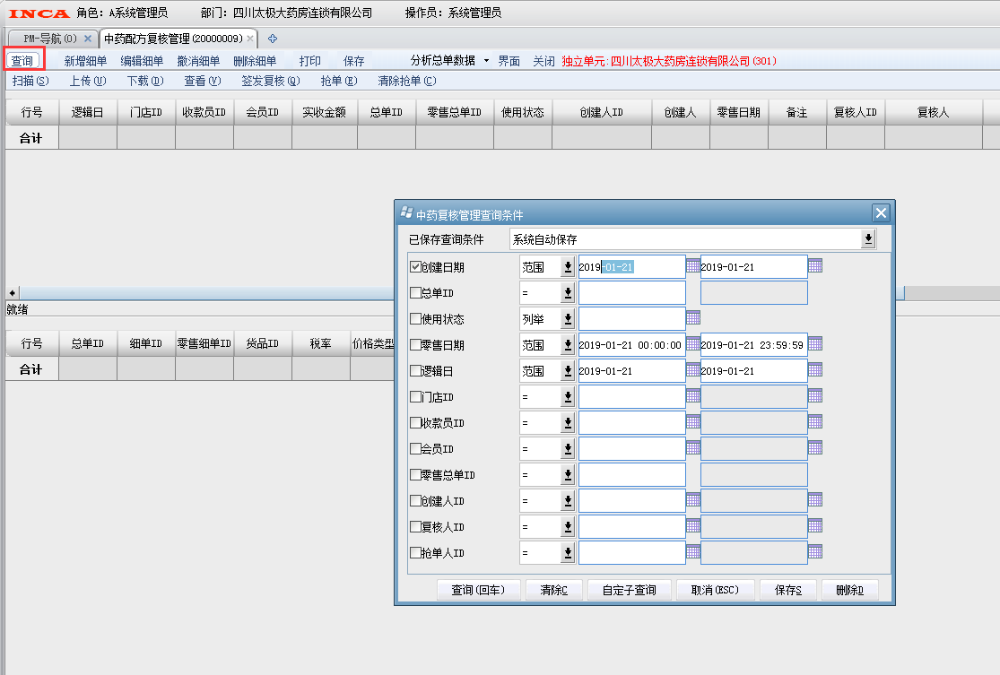 INCA 角色: A系统管理员 部门: 四川太极大药房连锁有限公司 操作员: 系统管理员
PM-导航(0) 中药配方复核管理(20000009)
查询 新增细单 编辑细单 撤消细单 删除细单 打印 保存 分析总单数据 界面 关闭 独立单元:四川太极大药房连锁有限公司(301)
扫描(S) 上传(U) 下载(D) 查看(V) 签发复核(Q) 抢单(E) 清除抢单(C)
行号 逻辑日 门店ID 收款员ID 会员ID 实收金额 总单ID 零售总单ID 使用状态 创建人ID 创建人 零售日期 备注 复核人ID 复核人
合计
中药复核管理查询条件
已保存查询条件 系统自动保存
创建日期 范围 2019-01-21 2019-01-21
总单ID =
使用状态 列举
零售日期 范围 2019-01-21 00:00:00 2019-01-21 23:59:59
逻辑日 范围 2019-01-21 2019-01-21
门店ID =
收款员ID =
会员ID =
零售总单ID =
创建人ID =
复核人ID =
抢单人ID =
查询(回车) 清除C 自定子查询 取消(ESC) 保存S 删除D
就绪
行号 总单ID 细单ID 零售细单ID 货品ID 税率 价格类型
合计